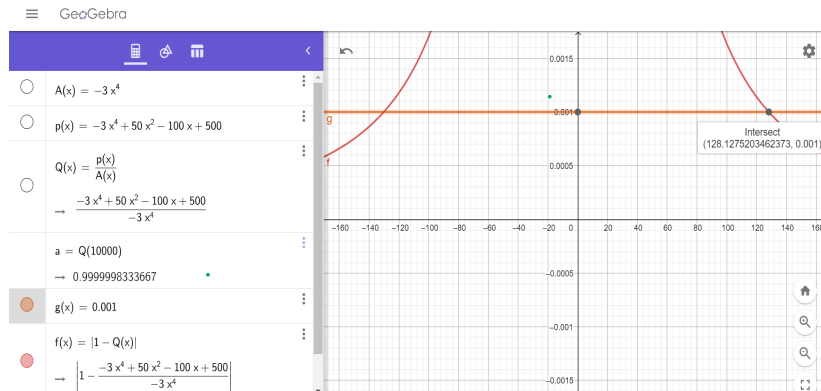 GeoGebra
A(x) = −3 x⁴
p(x) = −3 x⁴ + 50 x² − 100 x + 500
Q(x) = p(x)/A(x)
→ (−3 x⁴ + 50 x² − 100 x + 500)/(−3 x⁴)
a = Q(10000)
→ 0.9999998333667
g(x) = 0.001
f(x) = |1 − Q(x)|
→ |1 − (−3 x⁴ + 50 x² − 100 x + 500)/(−3 x⁴)|
0.0015
0.001
g
Intersect
(128.1275203462373, 0.001)
f
0.0005
−160 −140 −120 −100 −80 −60 −40 −20 0 20 40 60 80 100 120 140 160
−0.0005
−0.001
−0.0015